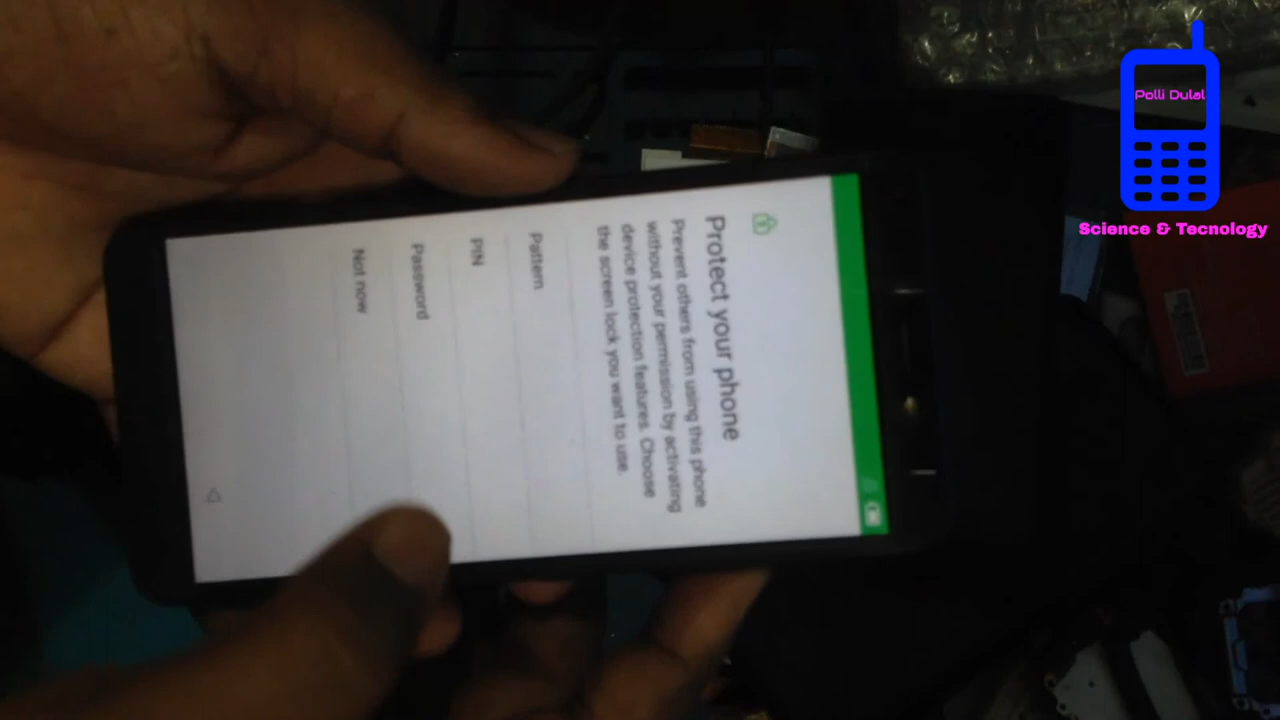 Protect your phone
Prevent others from using this phone
without your permission by activating
device protection features. Choose
the screen lock you want to use.
Pattern
PIN
Password
Not now
Polli Dulal
Science & Tecnology